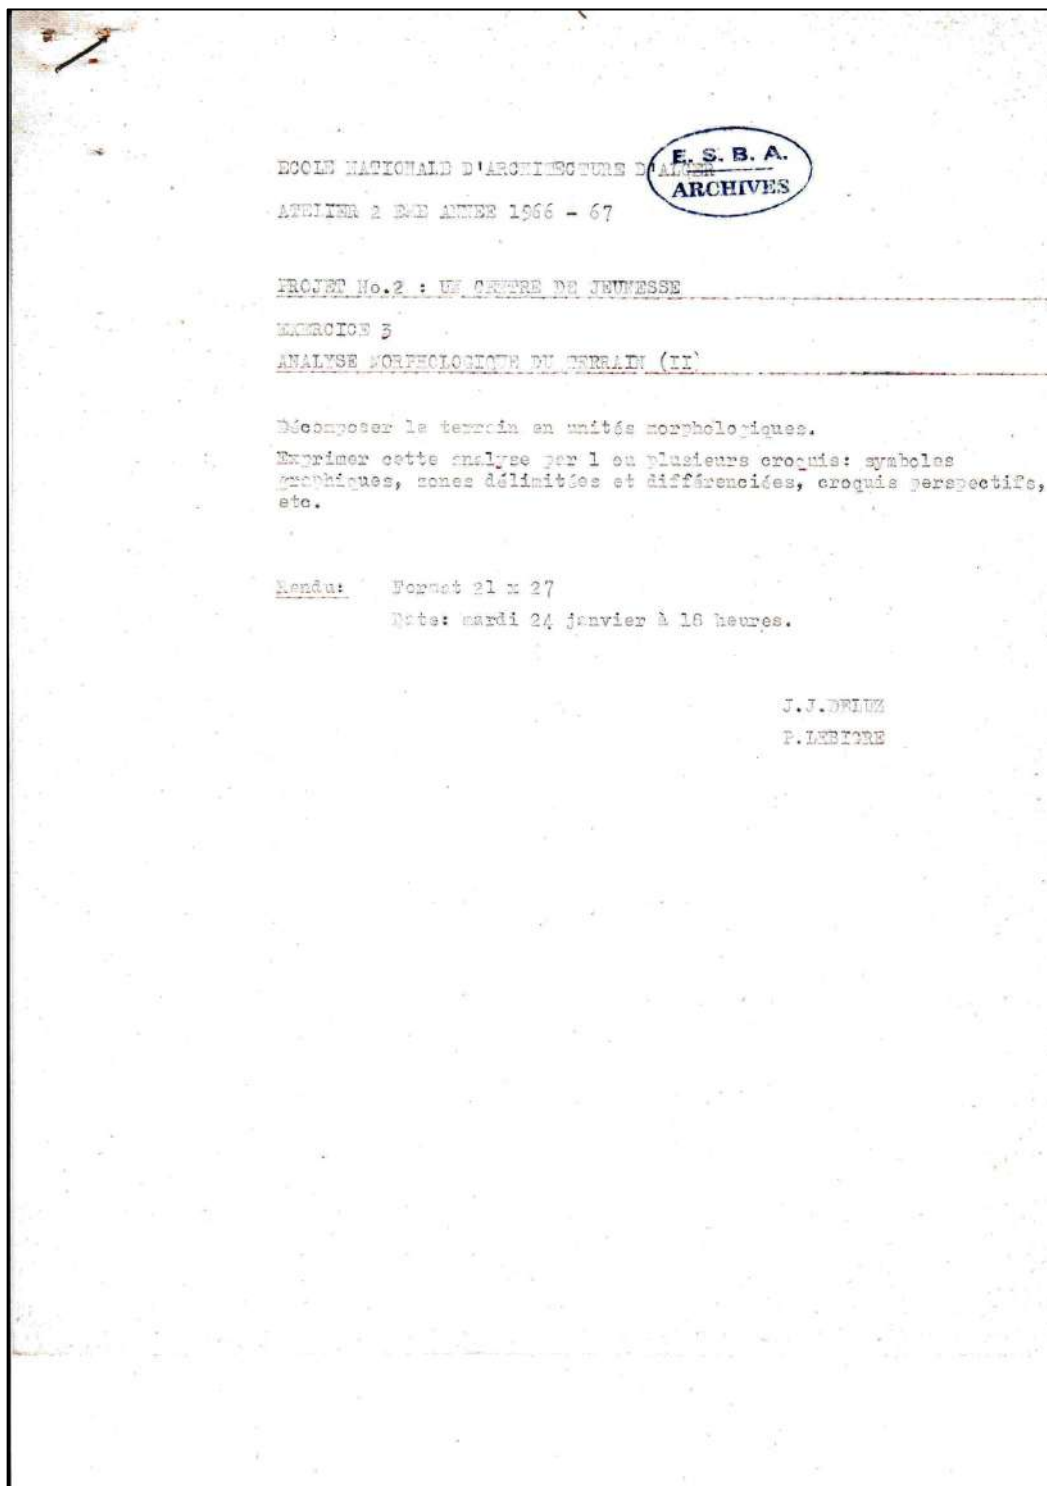 ECOLE NATIONALE D'ARCHITECTURE D'ALGER
E. S. B. A.
ARCHIVES
ATELIER 2 EME ANNEE 1966 - 67
PROJET No.2 : UN CENTRE DE JEUNESSE
EXERCICE 3
ANALYSE MORPHOLOGIQUE DU TERRAIN (II)
Décomposer le terrain en unités morphologiques.
Exprimer cette analyse par 1 ou plusieurs croquis: symboles
graphiques, zones délimitées et différenciées, croquis perspectifs,
etc.
Rendu: Format 21 x 27
Date: mardi 24 janvier à 18 heures.
J.J.DELUZ
P.LEBIGRE